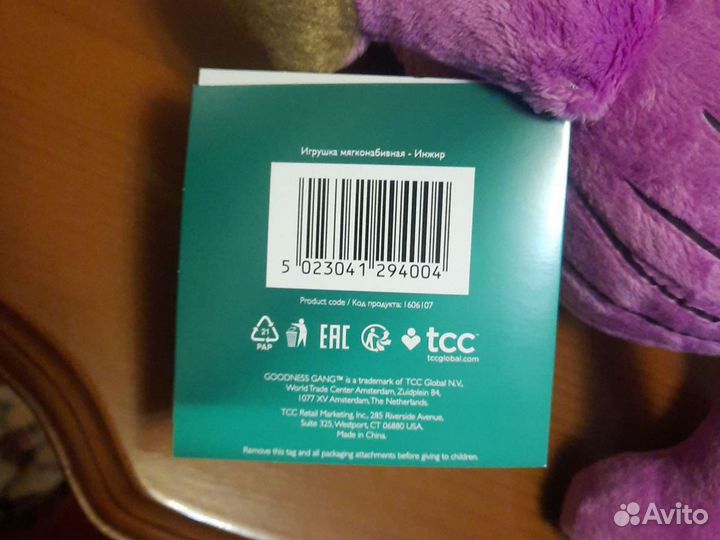 Игрушка мягконабивная - Инжир
5 023041 294004
Product code / Код продукта: 1606107
21
PAP
EAC
tcc™
tccglobal.com
GOODNESS GANG™ is a trademark of TCC Global N.V.,
World Trade Center Amsterdam, Zuidplein 84,
1077 XV Amsterdam, The Netherlands.
TCC Retail Marketing, Inc., 285 Riverside Avenue,
Suite 325, Westport, CT 06880 USA.
Made in China.
Remove this tag and all packaging attachments before giving to children.
Avito